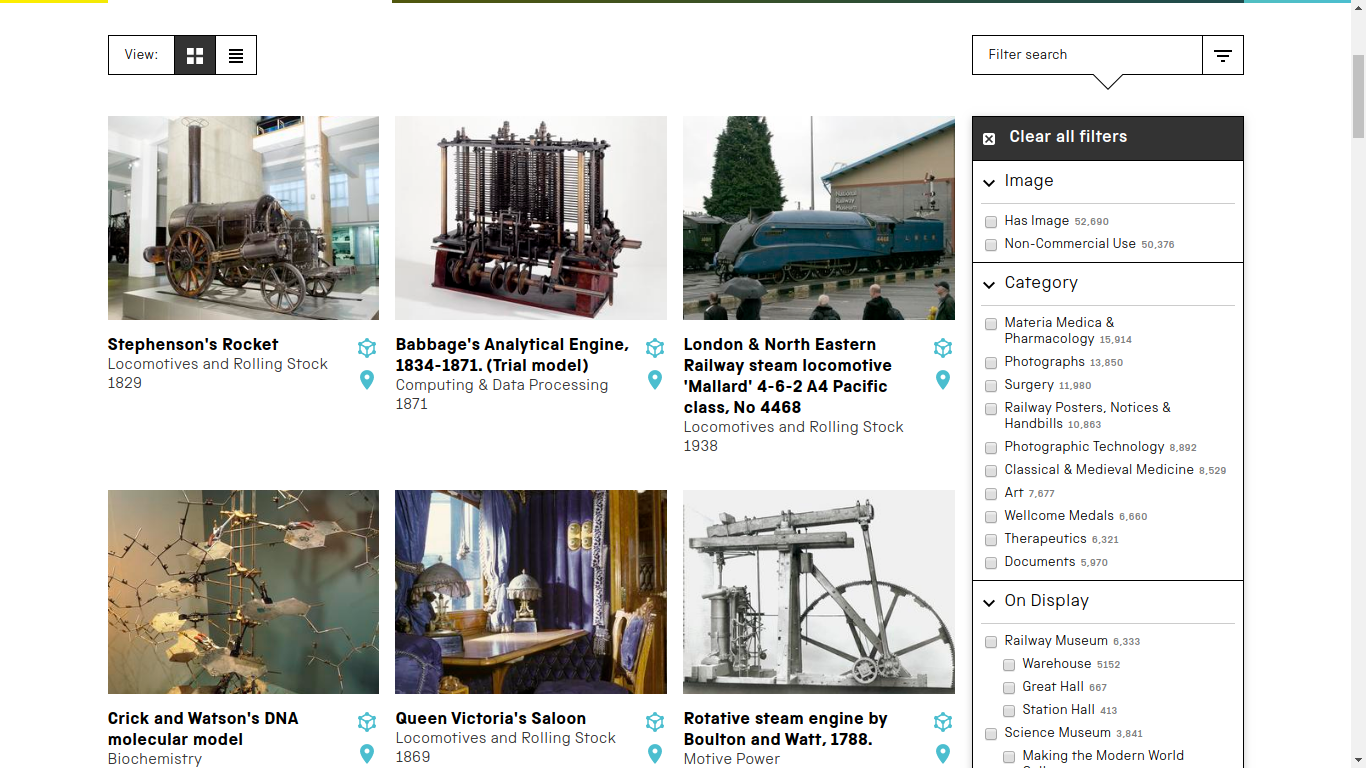 View:
Filter search
Stephenson's Rocket
Locomotives and Rolling Stock
1829
Babbage's Analytical Engine,
1834-1871. (Trial model)
Computing & Data Processing
1871
National
Railway
Museum
4468
L N E R
London & North Eastern
Railway steam locomotive
'Mallard' 4-6-2 A4 Pacific
class, No 4468
Locomotives and Rolling Stock
1938
Crick and Watson's DNA
molecular model
Biochemistry
Queen Victoria's Saloon
Locomotives and Rolling Stock
1869
Rotative steam engine by
Boulton and Watt, 1788.
Motive Power
Clear all filters
Image
Has Image 52,690
Non-Commercial Use 50,376
Category
Materia Medica &
Pharmacology 15,914
Photographs 13,850
Surgery 11,980
Railway Posters, Notices &
Handbills 10,863
Photographic Technology 8,892
Classical & Medieval Medicine 8,529
Art 7,677
Wellcome Medals 6,660
Therapeutics 6,321
Documents 5,970
On Display
Railway Museum 6,333
Warehouse 5152
Great Hall 667
Station Hall 413
Science Museum 3,841
Making the Modern World